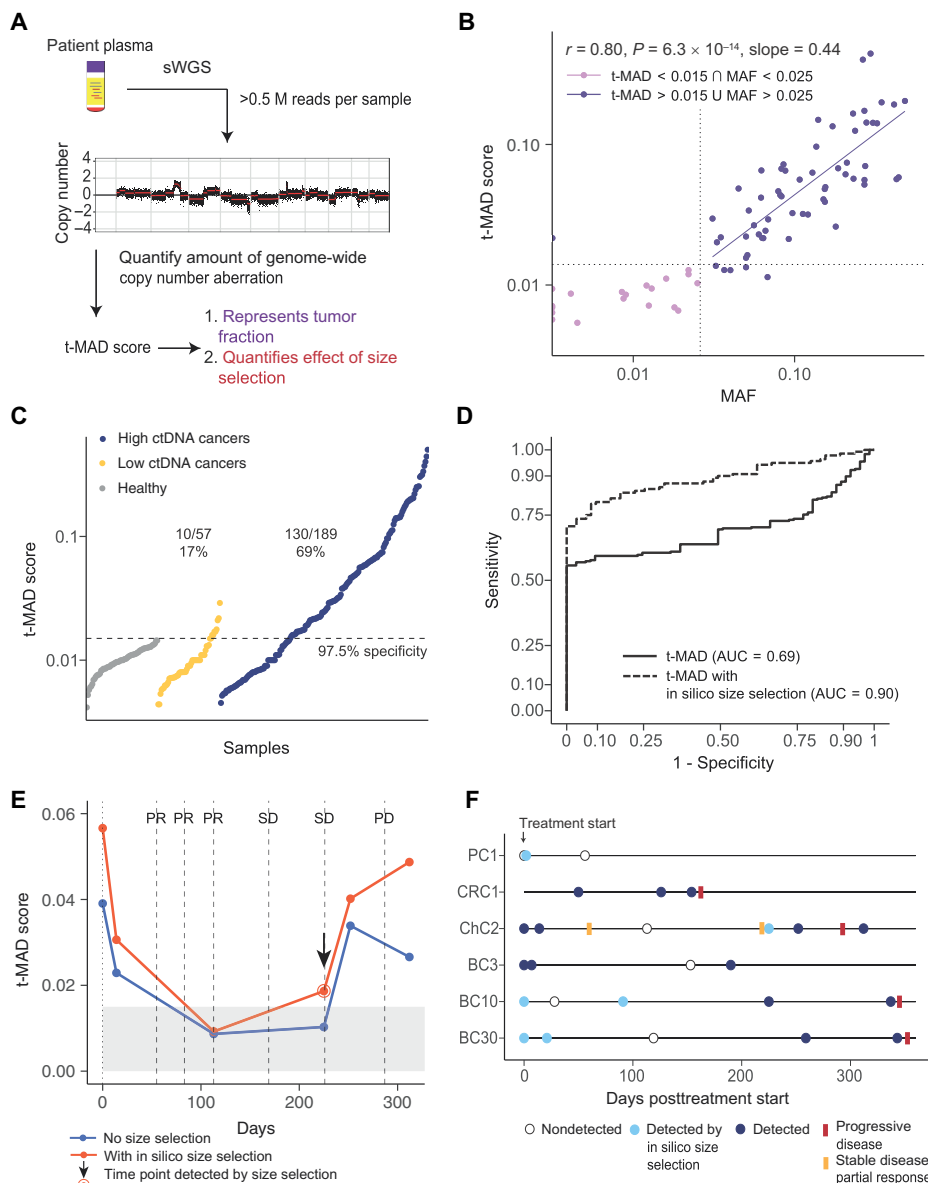 A
Patient plasma
sWGS
>0.5 M reads per sample
Copy number
4
2
0
−2
−4
Quantify amount of genome-wide
copy number aberration
t-MAD score
1. Represents tumor
fraction
2. Quantifies effect of size
selection
B
r = 0.80, P = 6.3 × 10⁻¹⁴, slope = 0.44
t-MAD < 0.015 ∩ MAF < 0.025
t-MAD > 0.015 U MAF > 0.025
t-MAD score
0.10
0.01
0.01
0.10
MAF
C
High ctDNA cancers
Low ctDNA cancers
Healthy
10/57
17%
130/189
69%
t-MAD score
0.1
0.01
97.5% specificity
Samples
D
Sensitivity
1.00
0.90
0.75
0.50
0.25
0.10
0.00
t-MAD (AUC = 0.69)
t-MAD with
in silico size selection (AUC = 0.90)
0 0.10 0.25 0.50 0.75 0.90 1
1 - Specificity
E
t-MAD score
0.06
0.04
0.02
0.00
PR PR PR SD SD PD
0 100 200 300
Days
No size selection
With in silico size selection
Time point detected by size selection
F
Treatment start
PC1
CRC1
ChC2
BC3
BC10
BC30
0 100 200 300
Days posttreatment start
Nondetected
Detected by
in silico size
selection
Detected
Progressive
disease
Stable disease
partial response